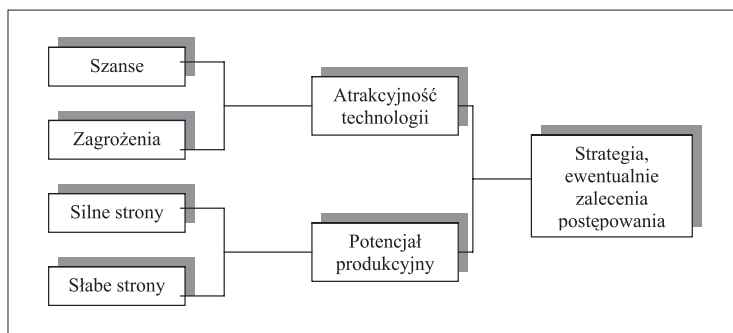 Szanse
Zagrożenia
Silne strony
Słabe strony
Atrakcyjność
technologii
Potencjał
produkcyjny
Strategia,
ewentualnie
zalecenia
postępowania